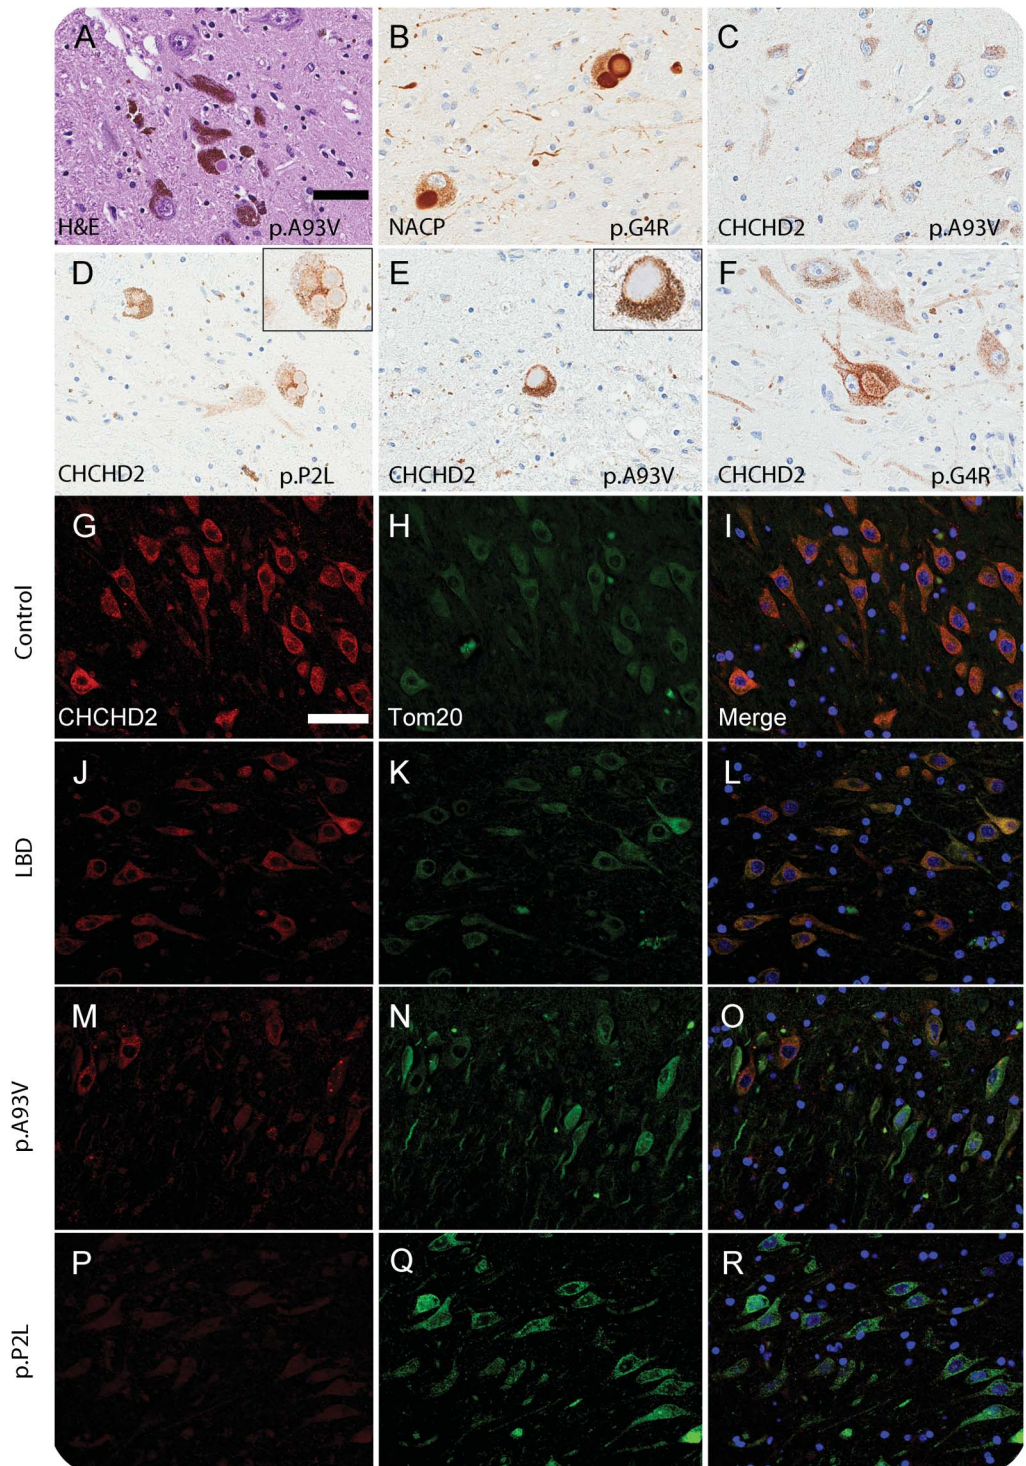 A
H&E p.A93V
B
NACP p.G4R
C
CHCHD2 p.A93V
D
CHCHD2 p.P2L
E
CHCHD2 p.A93V
F
CHCHD2 p.G4R
Control
G
CHCHD2
H
Tom20
I
Merge
LBD
J
K
L
p.A93V
M
N
O
p.P2L
P
Q
R